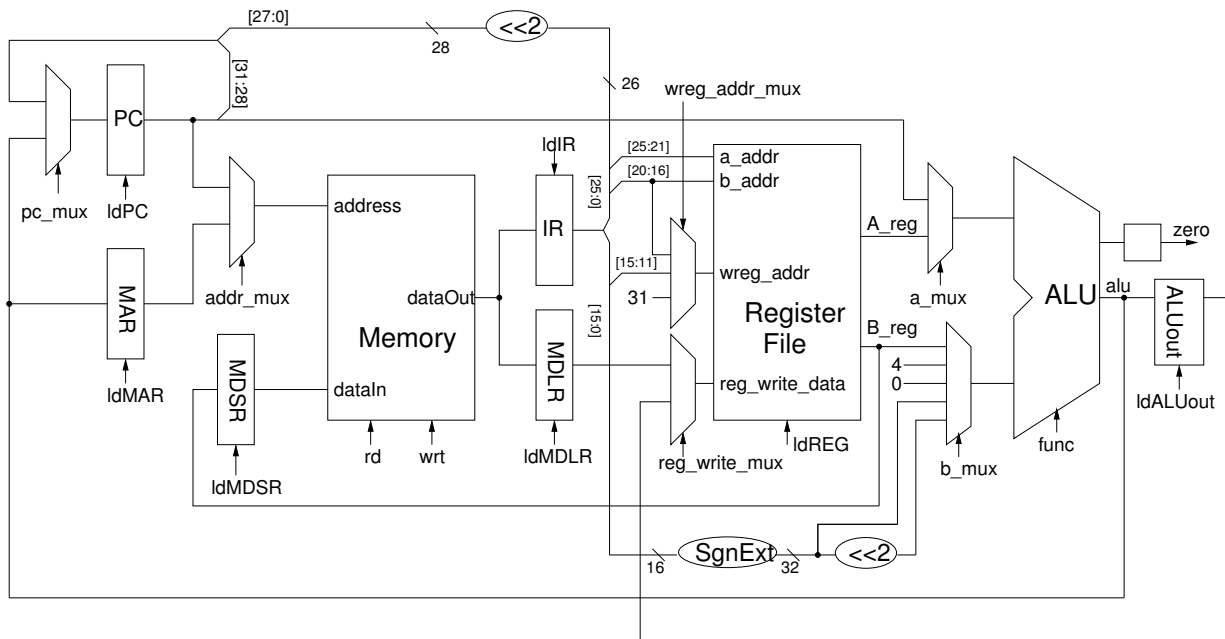 [27:0]
<<2
28
[31:28]
26
wreg_addr_mux
PC
ldIR
[25:21]
a_addr
[20:16]
b_addr
[25:0]
pc_mux
ldPC
address
IR
A_reg
zero
[15:11]
wreg_addr
addr_mux
dataOut
31
a_mux
ALU
alu
MAR
Memory
[15:0]
Register
File
B_reg
ALUout
MDSR
MDLR
4
0
dataIn
reg_write_data
ldMAR
ldALUout
rd
wrt
ldMDLR
reg_write_mux
ldREG
func
b_mux
ldMDSR
16
SgnExt
32
<<2